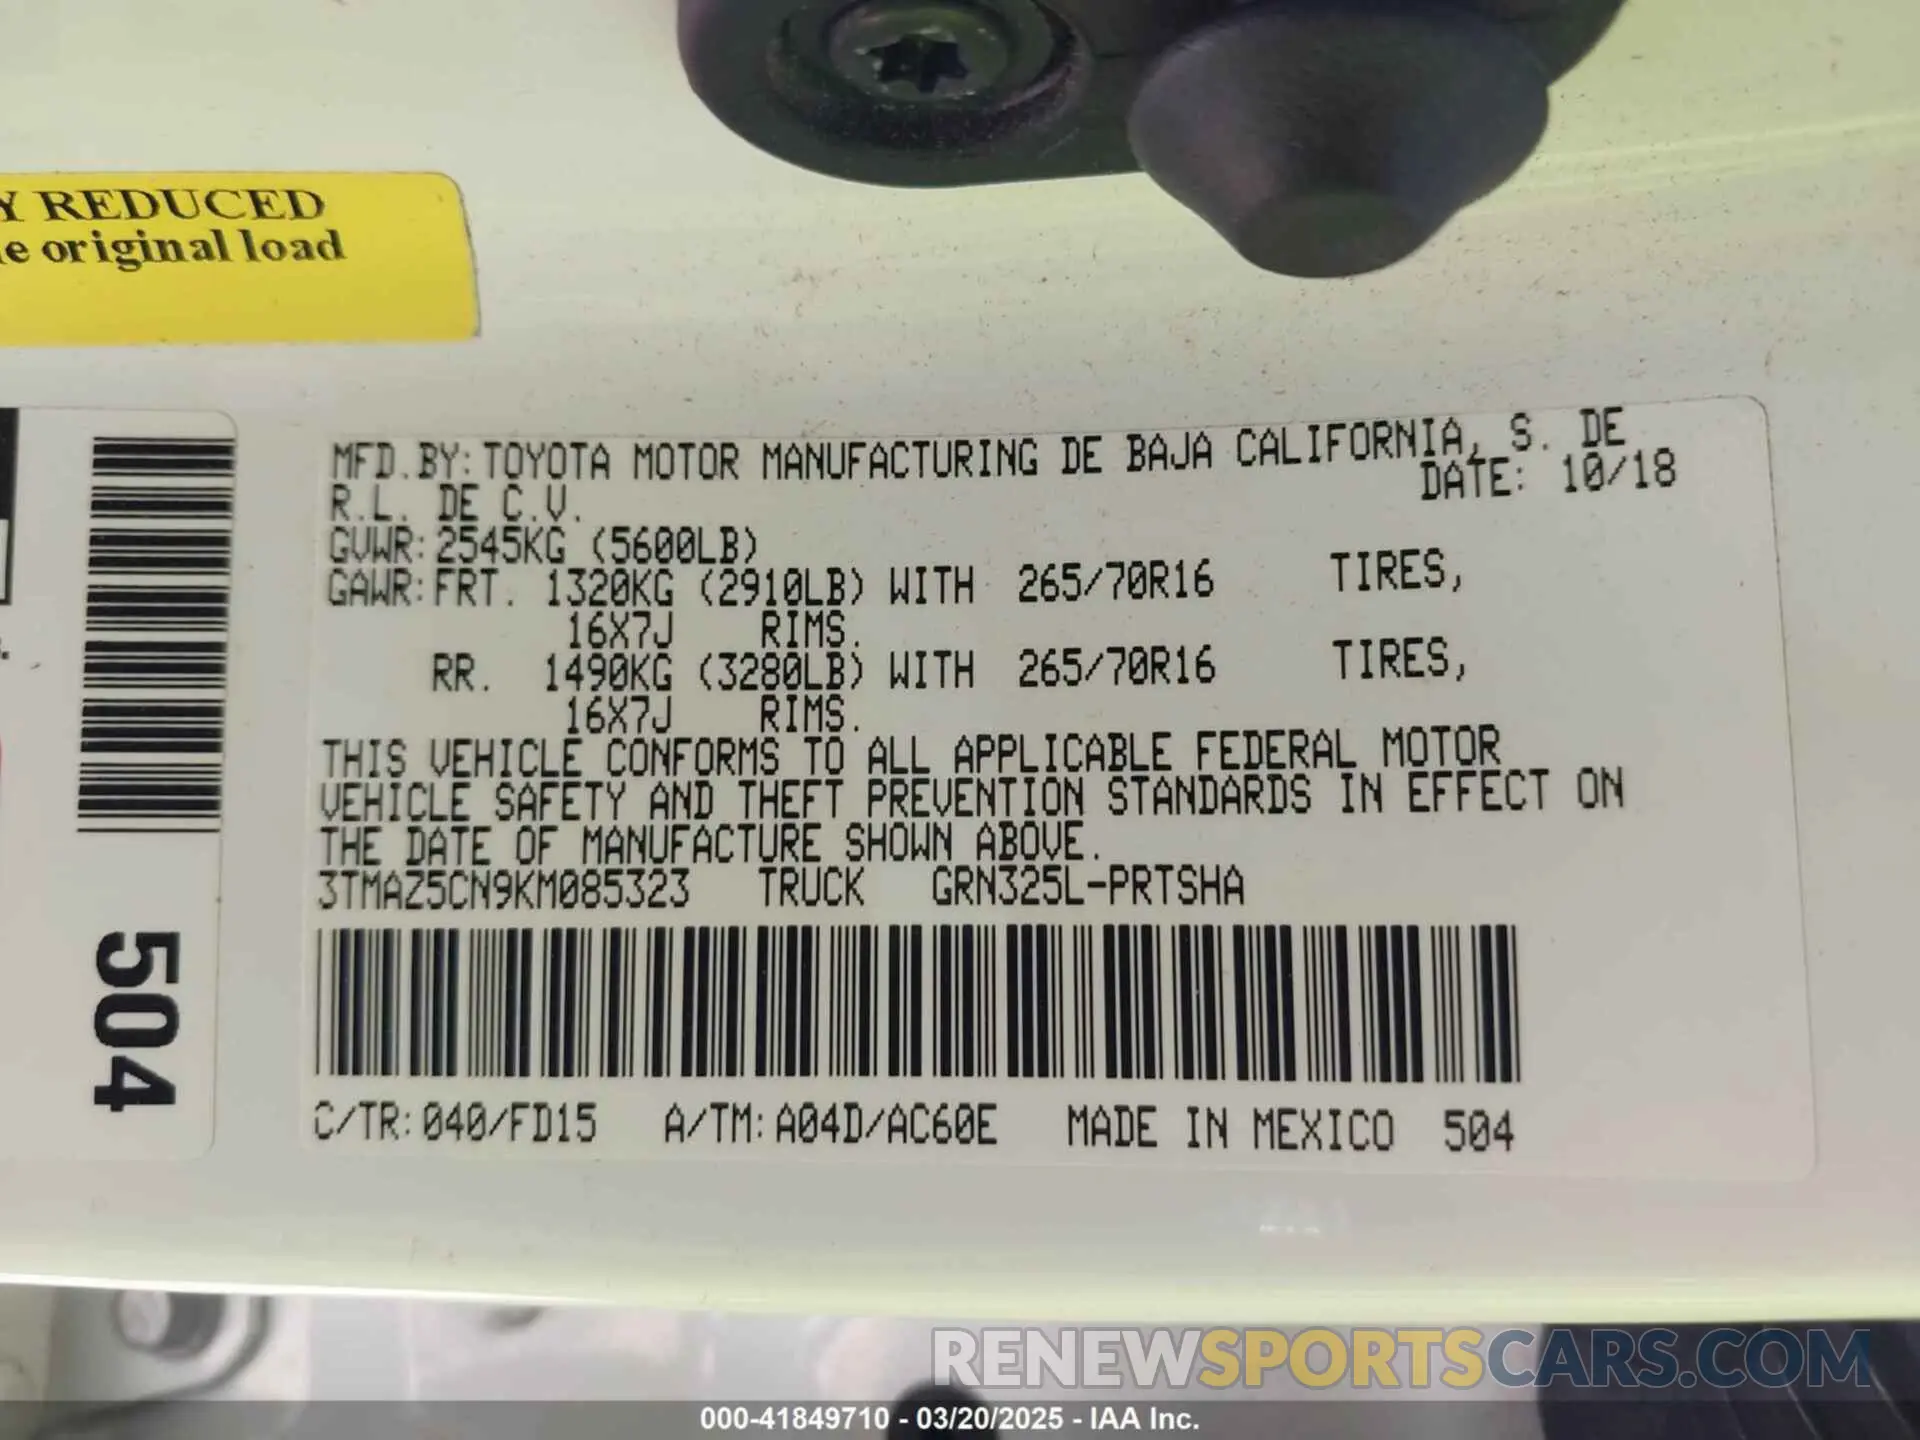 Y REDUCED
e original load
MFD.BY: TOYOTA MOTOR MANUFACTURING DE BAJA CALIFORNIA, S. DE
R.L. DE C.V. DATE: 10/18
GVWR: 2545KG (5600LB)
GAWR: FRT. 1320KG (2910LB) WITH 265/70R16 TIRES,
16X7J RIMS.
RR. 1490KG (3280LB) WITH 265/70R16 TIRES,
16X7J RIMS.
THIS VEHICLE CONFORMS TO ALL APPLICABLE FEDERAL MOTOR
VEHICLE SAFETY AND THEFT PREVENTION STANDARDS IN EFFECT ON
THE DATE OF MANUFACTURE SHOWN ABOVE.
3TMAZ5CN9KM085323 TRUCK GRN325L-PRTSHA
C/TR: 040/FD15 A/TM: A04D/AC60E MADE IN MEXICO 504
504
RENEWSPORTSCARS.COM
000-41849710 - 03/20/2025 - IAA Inc.